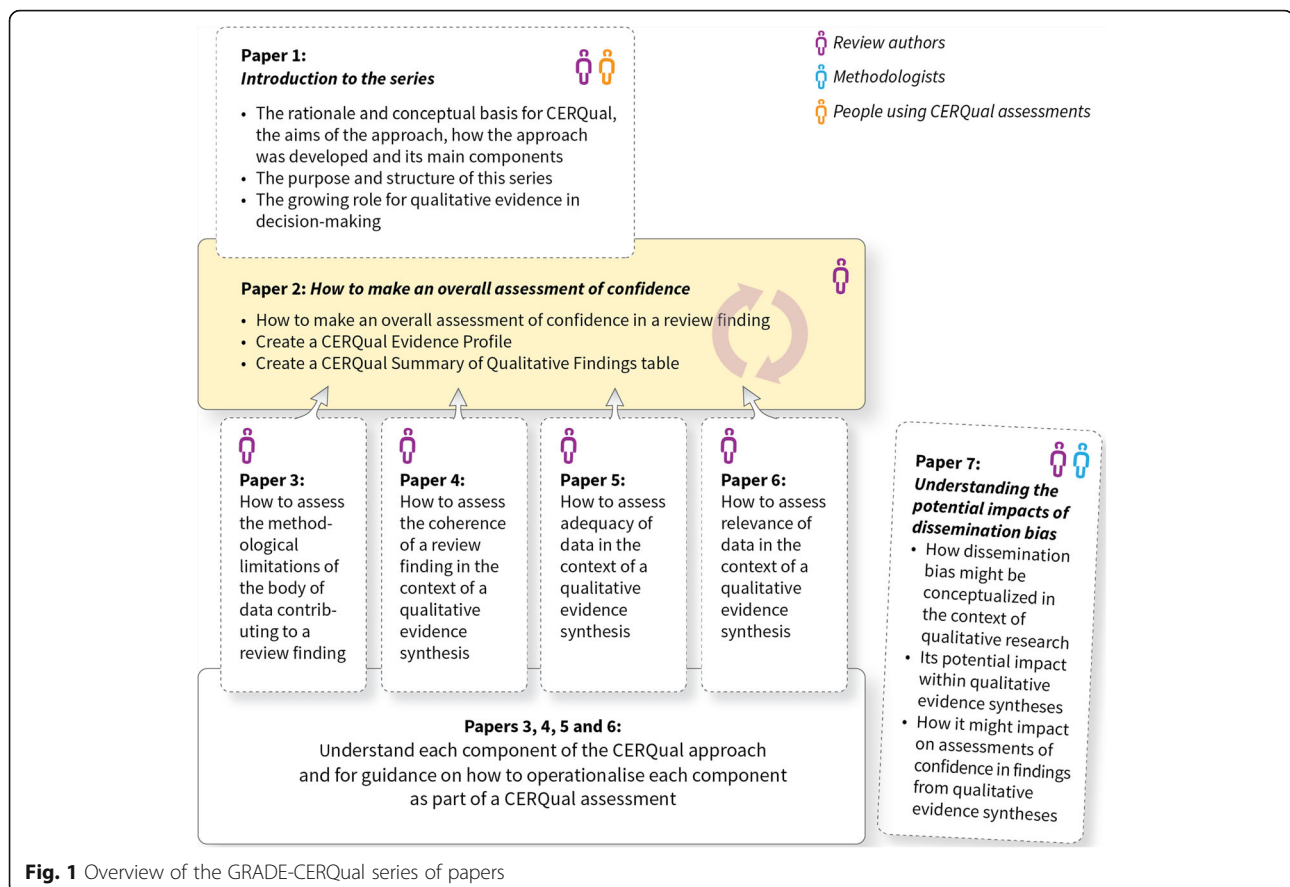 Paper 1:
Introduction to the series
• The rationale and conceptual basis for CERQual,
the aims of the approach, how the approach
was developed and its main components
• The purpose and structure of this series
• The growing role for qualitative evidence in
decision-making
Review authors
Methodologists
People using CERQual assessments
Paper 2: How to make an overall assessment of confidence
• How to make an overall assessment of confidence in a review finding
• Create a CERQual Evidence Profile
• Create a CERQual Summary of Qualitative Findings table
Paper 3:
How to assess
the method-
ological
limitations of
the body of
data contrib-
uting to a
review finding
Paper 4:
How to assess
the coherence
of a review
finding in the
context of a
qualitative
evidence
synthesis
Paper 5:
How to assess
adequacy of
data in the
context of a
qualitative
evidence
synthesis
Paper 6:
How to assess
relevance of
data in the
context of a
qualitative
evidence
synthesis
Paper 7:
Understanding the
potential impacts of
dissemination bias
• How dissemination
bias might be
conceptualized in
the context of
qualitative research
• Its potential impact
within qualitative
evidence syntheses
• How it might impact
on assessments of
confidence in findings
from qualitative
evidence syntheses
Papers 3, 4, 5 and 6:
Understand each component of the CERQual approach
and for guidance on how to operationalise each component
as part of a CERQual assessment
Fig. 1 Overview of the GRADE-CERQual series of papers